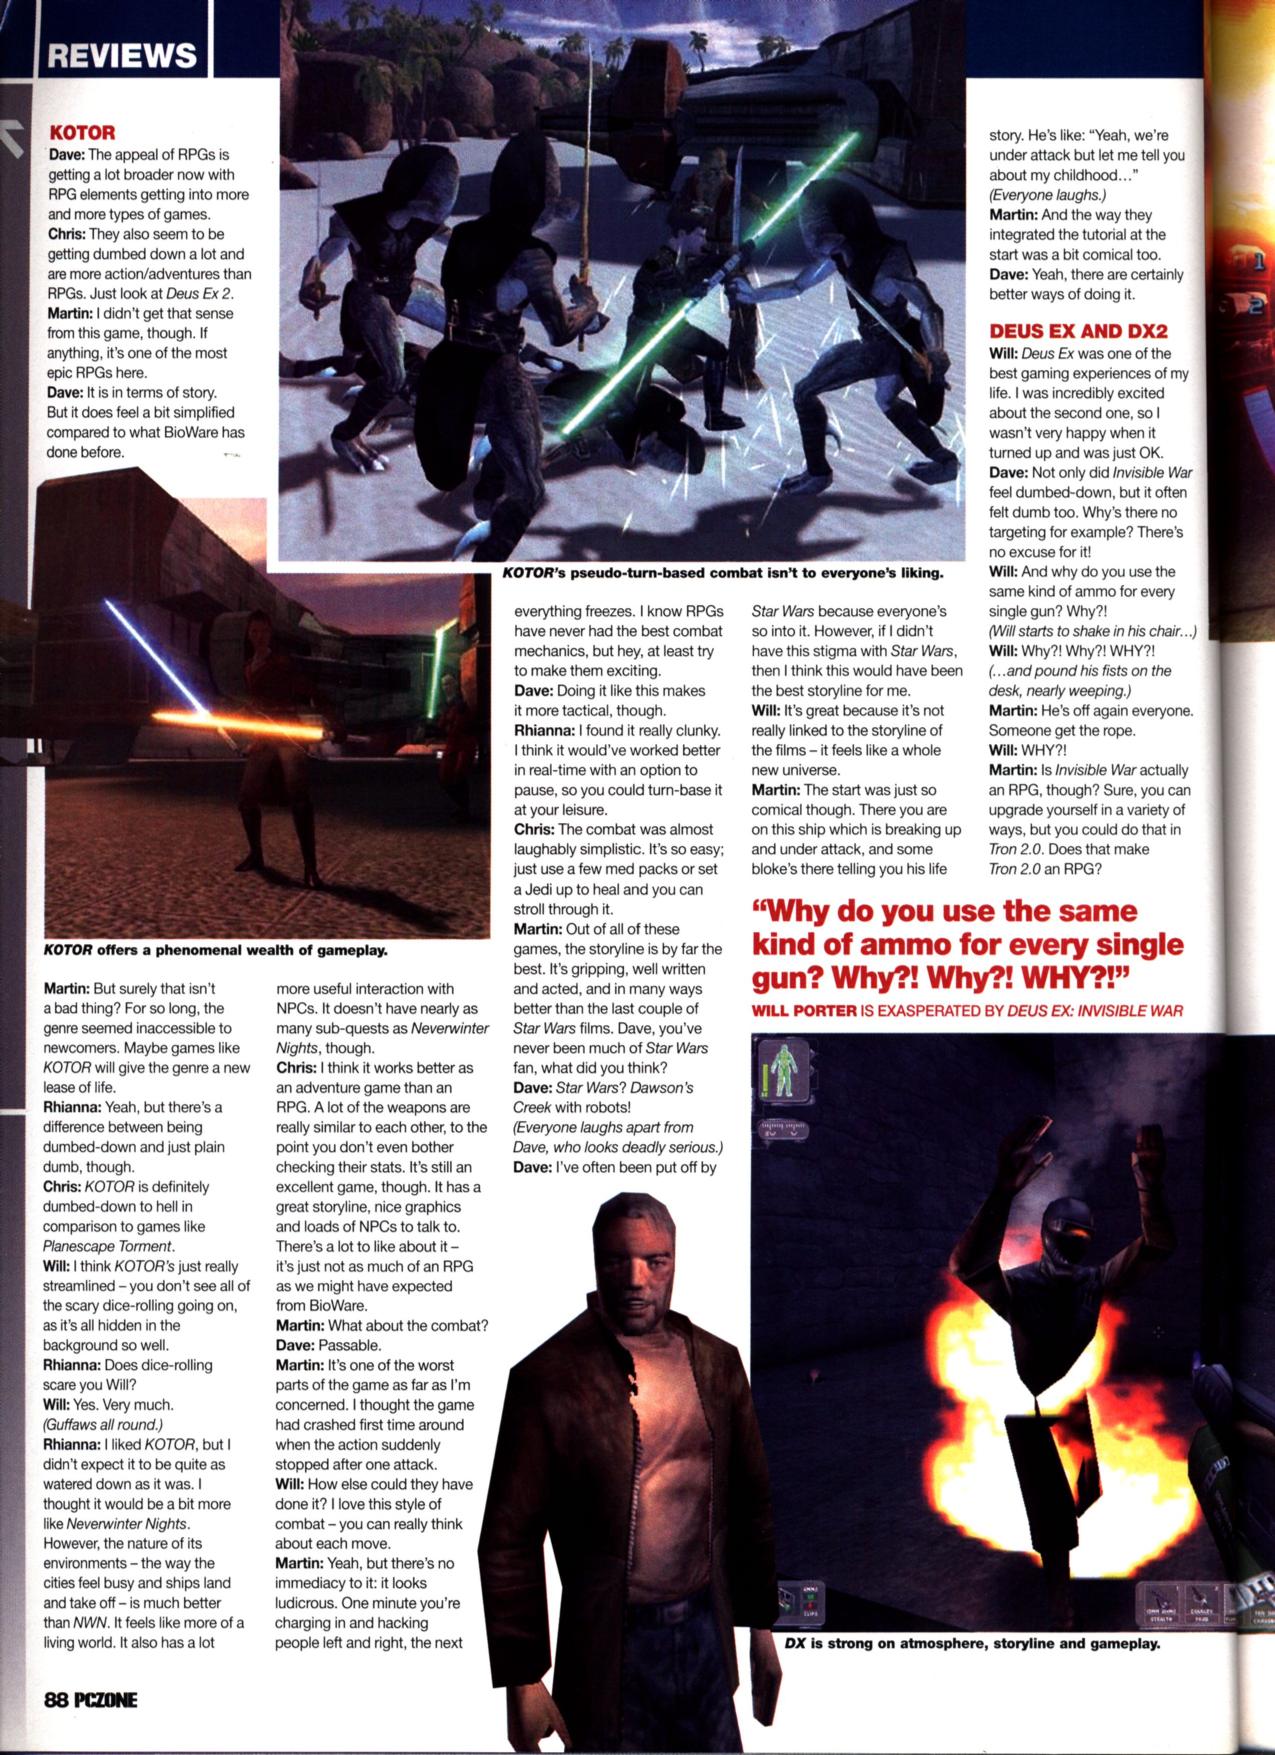 REVIEWS
KOTOR
Dave: The appeal of RPGs is
getting a lot broader now with
RPG elements getting into more
and more types of games.
Chris: They also seem to be
getting dumbed down a lot and
are more action/adventures than
RPGs. Just look at Deus Ex 2.
Martin: I didn't get that sense
from this game, though. If
anything, it's one of the most
epic RPGs here.
Dave: It is in terms of story.
But it does feel a bit simplified
compared to what BioWare has
done before.
KOTOR offers a phenomenal wealth of gameplay.
Martin: But surely that isn't
a bad thing? For so long, the
genre seemed inaccessible to
newcomers. Maybe games like
KOTOR will give the genre a new
lease of life.
Rhianna: Yeah, but there's a
difference between being
dumbed-down and just plain
dumb, though.
Chris: KOTOR is definitely
dumbed-down to hell in
comparison to games like
Planescape Torment.
Will: I think KOTOR's just really
streamlined – you don't see all of
the scary dice-rolling going on,
as it's all hidden in the
background so well.
Rhianna: Does dice-rolling
scare you Will?
Will: Yes. Very much.
(Guffaws all round.)
Rhianna: I liked KOTOR, but I
didn't expect it to be quite as
watered down as it was. I
thought it would be a bit more
like Neverwinter Nights.
However, the nature of its
environments – the way the
cities feel busy and ships land
and take off – is much better
than NWN. It feels like more of a
living world. It also has a lot
more useful interaction with
NPCs. It doesn't have nearly as
many sub-quests as Neverwinter
Nights, though.
Chris: I think it works better as
an adventure game than an
RPG. A lot of the weapons are
really similar to each other, to the
point you don't even bother
checking their stats. It's still an
excellent game, though. It has a
great storyline, nice graphics
and loads of NPCs to talk to.
There's a lot to like about it –
it's just not as much of an RPG
as we might have expected
from BioWare.
Martin: What about the combat?
Dave: Passable.
Martin: It's one of the worst
parts of the game as far as I'm
concerned. I thought the game
had crashed first time around
when the action suddenly
stopped after one attack.
Will: How else could they have
done it? I love this style of
combat – you can really think
about each move.
Martin: Yeah, but there's no
immediacy to it: it looks
ludicrous. One minute you're
charging in and hacking
people left and right, the next
KOTOR's pseudo-turn-based combat isn't to everyone's liking.
everything freezes. I know RPGs
have never had the best combat
mechanics, but hey, at least try
to make them exciting.
Dave: Doing it like this makes
it more tactical, though.
Rhianna: I found it really clunky.
I think it would've worked better
in real-time with an option to
pause, so you could turn-base it
at your leisure.
Chris: The combat was almost
laughably simplistic. It's so easy;
just use a few med packs or set
a Jedi up to heal and you can
stroll through it.
Martin: Out of all of these
games, the storyline is by far the
best. It's gripping, well written
and acted, and in many ways
better than the last couple of
Star Wars films. Dave, you've
never been much of Star Wars
fan, what did you think?
Dave: Star Wars? Dawson's
Creek with robots!
(Everyone laughs apart from
Dave, who looks deadly serious.)
Dave: I've often been put off by
Star Wars because everyone's
so into it. However, if I didn't
have this stigma with Star Wars,
then I think this would have been
the best storyline for me.
Will: It's great because it's not
really linked to the storyline of
the films – it feels like a whole
new universe.
Martin: The start was just so
comical though. There you are
on this ship which is breaking up
and under attack, and some
bloke's there telling you his life
story. He's like: "Yeah, we're
under attack but let me tell you
about my childhood..."
(Everyone laughs.)
Martin: And the way they
integrated the tutorial at the
start was a bit comical too.
Dave: Yeah, there are certainly
better ways of doing it.
DEUS EX AND DX2
Will: Deus Ex was one of the
best gaming experiences of my
life. I was incredibly excited
about the second one, so I
wasn't very happy when it
turned up and was just OK.
Dave: Not only did Invisible War
feel dumbed-down, but it often
felt dumb too. Why's there no
targeting for example? There's
no excuse for it!
Will: And why do you use the
same kind of ammo for every
single gun? Why?!
(Will starts to shake in his chair...)
Will: Why?! Why?! WHY?!
(...and pound his fists on the
desk, nearly weeping.)
Martin: He's off again everyone.
Someone get the rope.
Will: WHY?!
Martin: Is Invisible War actually
an RPG, though? Sure, you can
upgrade yourself in a variety of
ways, but you could do that in
Tron 2.0. Does that make
Tron 2.0 an RPG?
"Why do you use the same
kind of ammo for every single
gun? Why?! Why?! WHY?!"
WILL PORTER IS EXASPERATED BY DEUS EX: INVISIBLE WAR
DX is strong on atmosphere, storyline and gameplay.
88 PCZONE
1
2